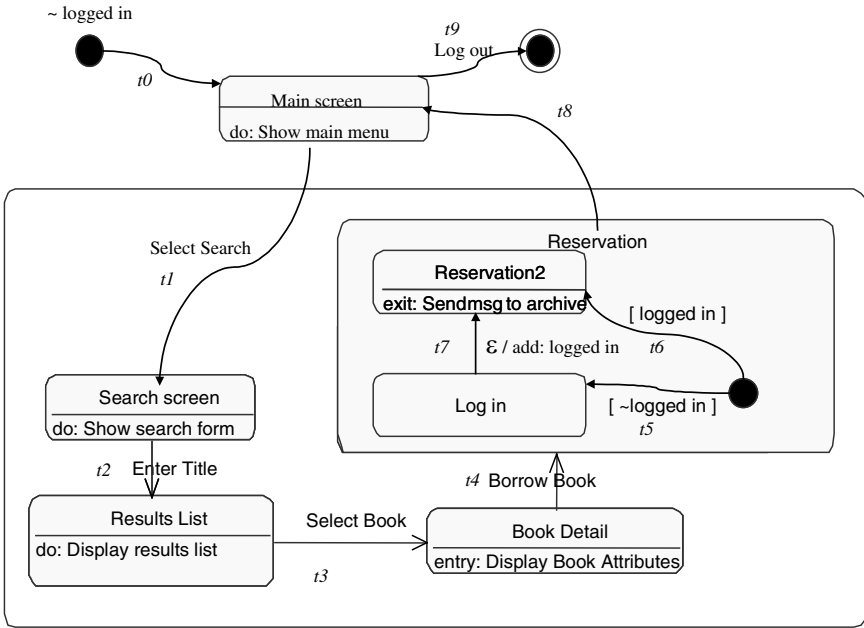 ~ logged in
t9
Log out
t0
Main screen
do: Show main menu
t8
Reservation
Select Search
t1
Reservation2
exit: Sendmsg to archive
[ logged in ]
t6
t7
ε / add: logged in
Log in
[ ~logged in ]
t5
Search screen
do: Show search form
t2 Enter Title
t4 Borrow Book
Results List
do: Display results list
Select Book
t3
Book Detail
entry: Display Book Attributes